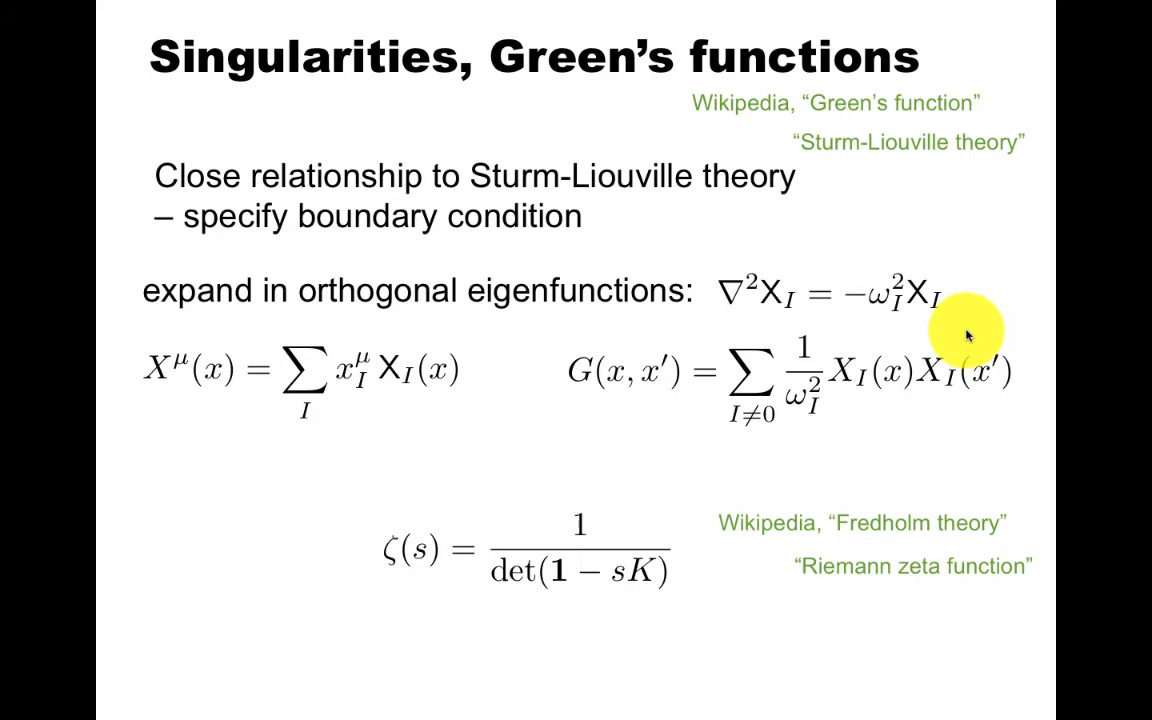 Singularities, Green's functions
Wikipedia, “Green's function”
“Sturm-Liouville theory”
Close relationship to Sturm-Liouville theory
– specify boundary condition
expand in orthogonal eigenfunctions: ∇²X_I = −ω_I²X_I
X^μ(x) = ∑_I x_I^μ X_I(x) G(x, x′) = ∑_{I≠0} 1/ω_I² X_I(x)X_I(x′)
ζ(s) = 1/det(1 − sK)
Wikipedia, “Fredholm theory”
“Riemann zeta function”